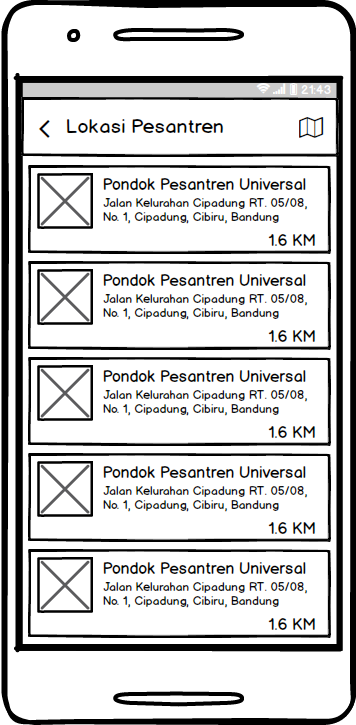 21:43
Lokasi Pesantren
Pondok Pesantren Universal
Jalan Kelurahan Cipadung RT. 05/08,
No. 1, Cipadung, Cibiru, Bandung
1.6 KM
Pondok Pesantren Universal
Jalan Kelurahan Cipadung RT. 05/08,
No. 1, Cipadung, Cibiru, Bandung
1.6 KM
Pondok Pesantren Universal
Jalan Kelurahan Cipadung RT. 05/08,
No. 1, Cipadung, Cibiru, Bandung
1.6 KM
Pondok Pesantren Universal
Jalan Kelurahan Cipadung RT. 05/08,
No. 1, Cipadung, Cibiru, Bandung
1.6 KM
Pondok Pesantren Universal
Jalan Kelurahan Cipadung RT. 05/08,
No. 1, Cipadung, Cibiru, Bandung
1.6 KM